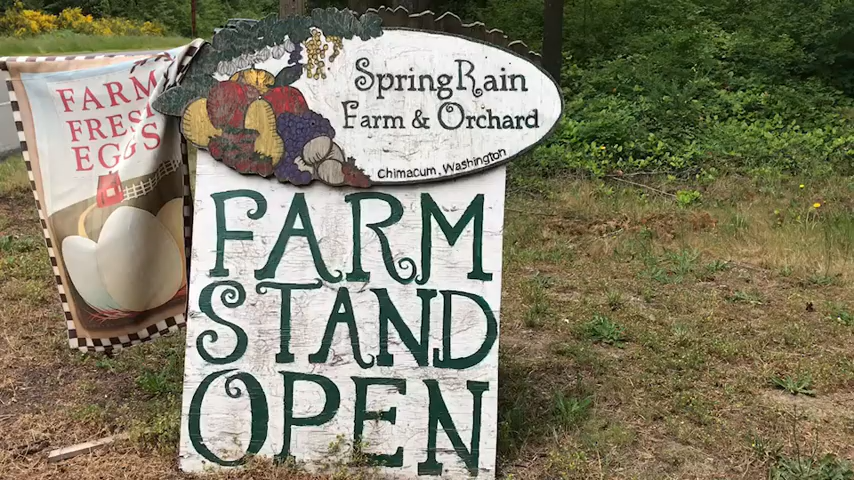 FARM
FRESH
EGGS
SpringRain
Farm & Orchard
Chimacum, Washington
FARM
STAND
OPEN